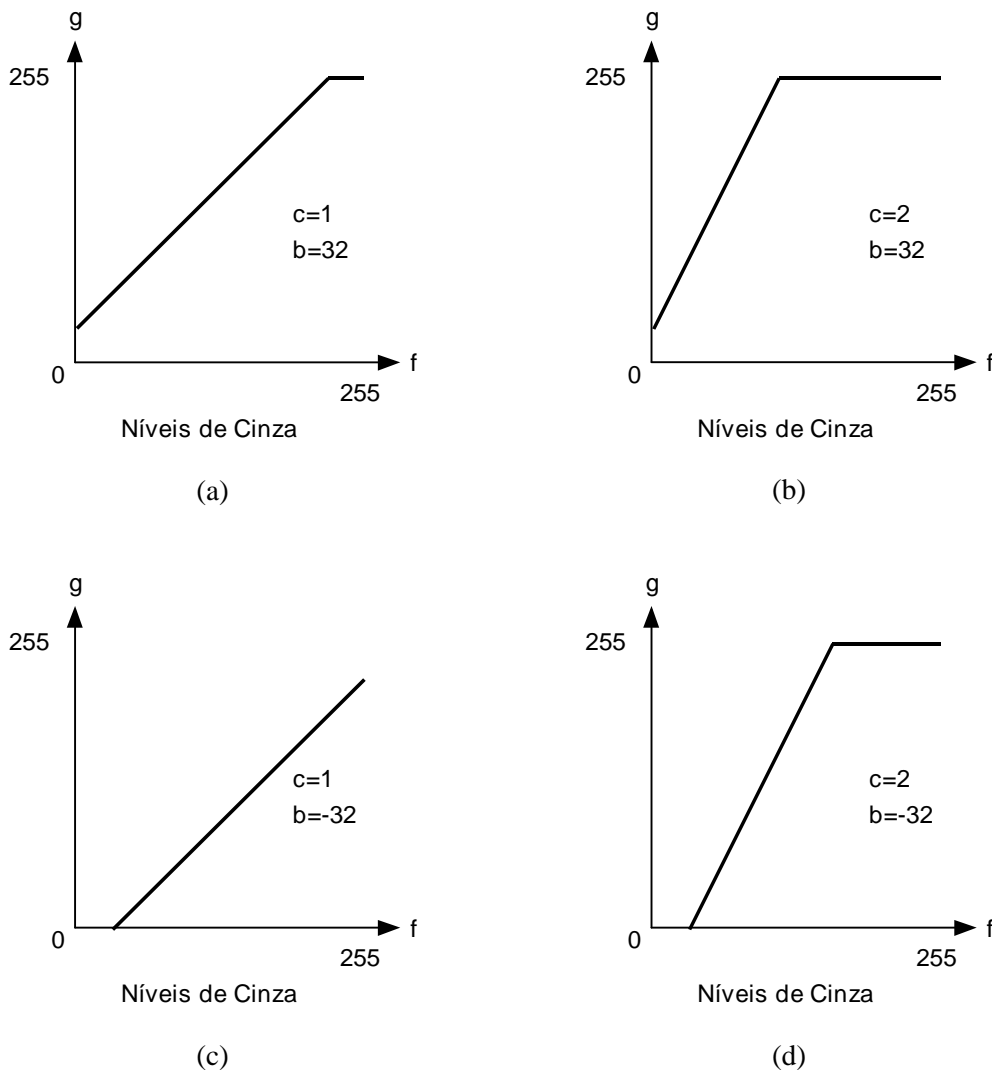 g
255
c=1
b=32
0
f
255
Níveis de Cinza
(a)
g
255
c=2
b=32
0
f
255
Níveis de Cinza
(b)
g
255
c=1
b=-32
0
f
255
Níveis de Cinza
(c)
g
255
c=2
b=-32
0
f
255
Níveis de Cinza
(d)